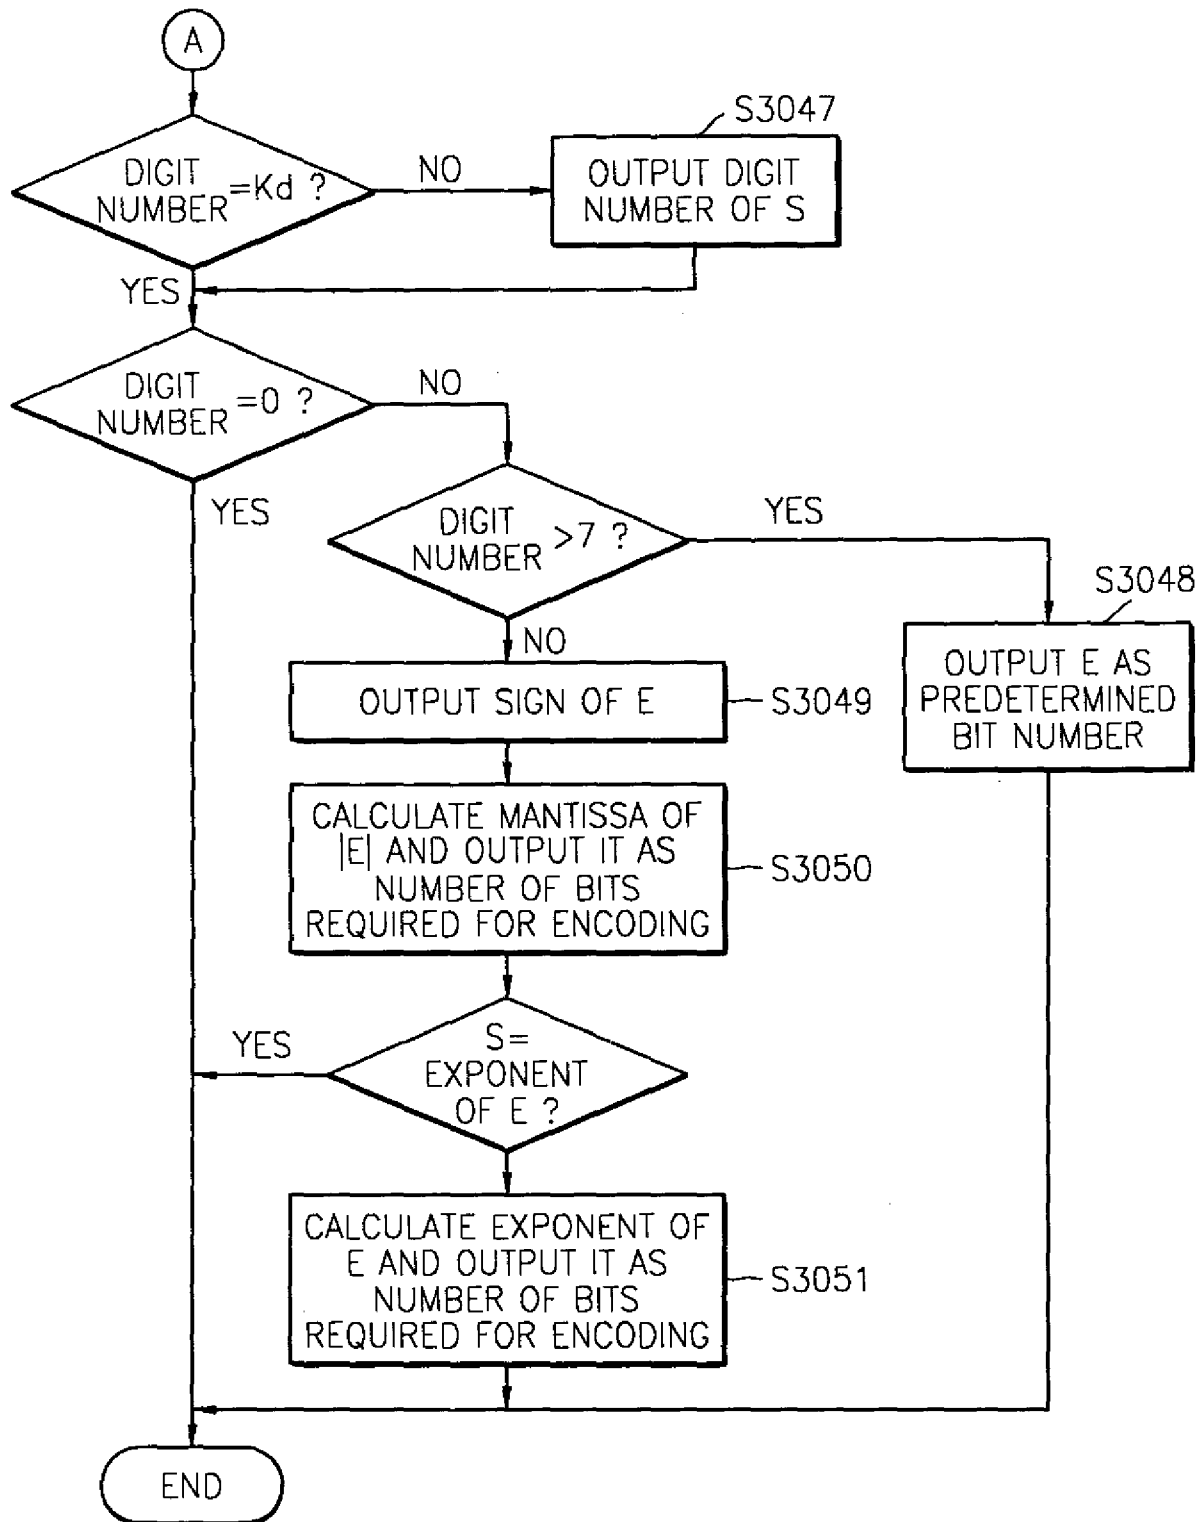 A
DIGIT
NUMBER =Kd ?
NO
S3047
OUTPUT DIGIT
NUMBER OF S
YES
DIGIT
NUMBER =0 ?
NO
YES
DIGIT
NUMBER >7 ?
YES
S3048
OUTPUT E AS
PREDETERMINED
BIT NUMBER
NO
OUTPUT SIGN OF E
S3049
CALCULATE MANTISSA OF
|E| AND OUTPUT IT AS
NUMBER OF BITS
REQUIRED FOR ENCODING
S3050
S=
EXPONENT
OF E ?
YES
CALCULATE EXPONENT OF
E AND OUTPUT IT AS
NUMBER OF BITS
REQUIRED FOR ENCODING
S3051
END